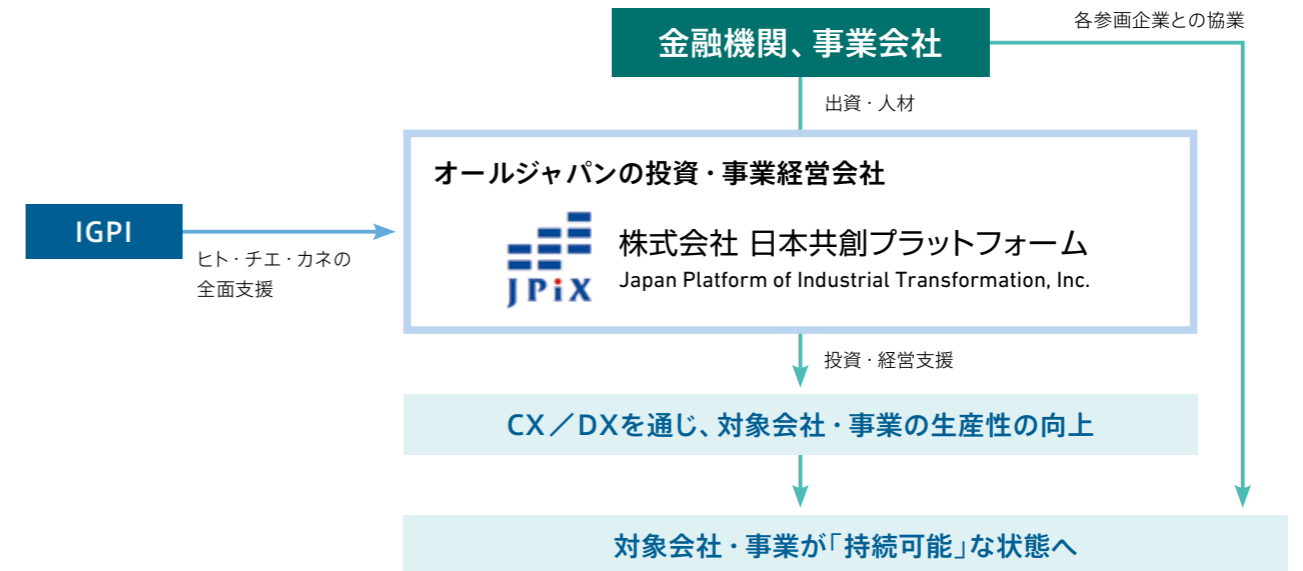 各参画企業との協業
金融機関、事業会社
出資・人材
オールジャパンの投資・事業経営会社
IGPI
ヒト・チエ・カネの
全面支援
JPiX
株式会社 日本共創プラットフォーム
Japan Platform of Industrial Transformation, Inc.
投資・経営支援
CX／DXを通じ、対象会社・事業の生産性の向上
対象会社・事業が「持続可能」な状態へ